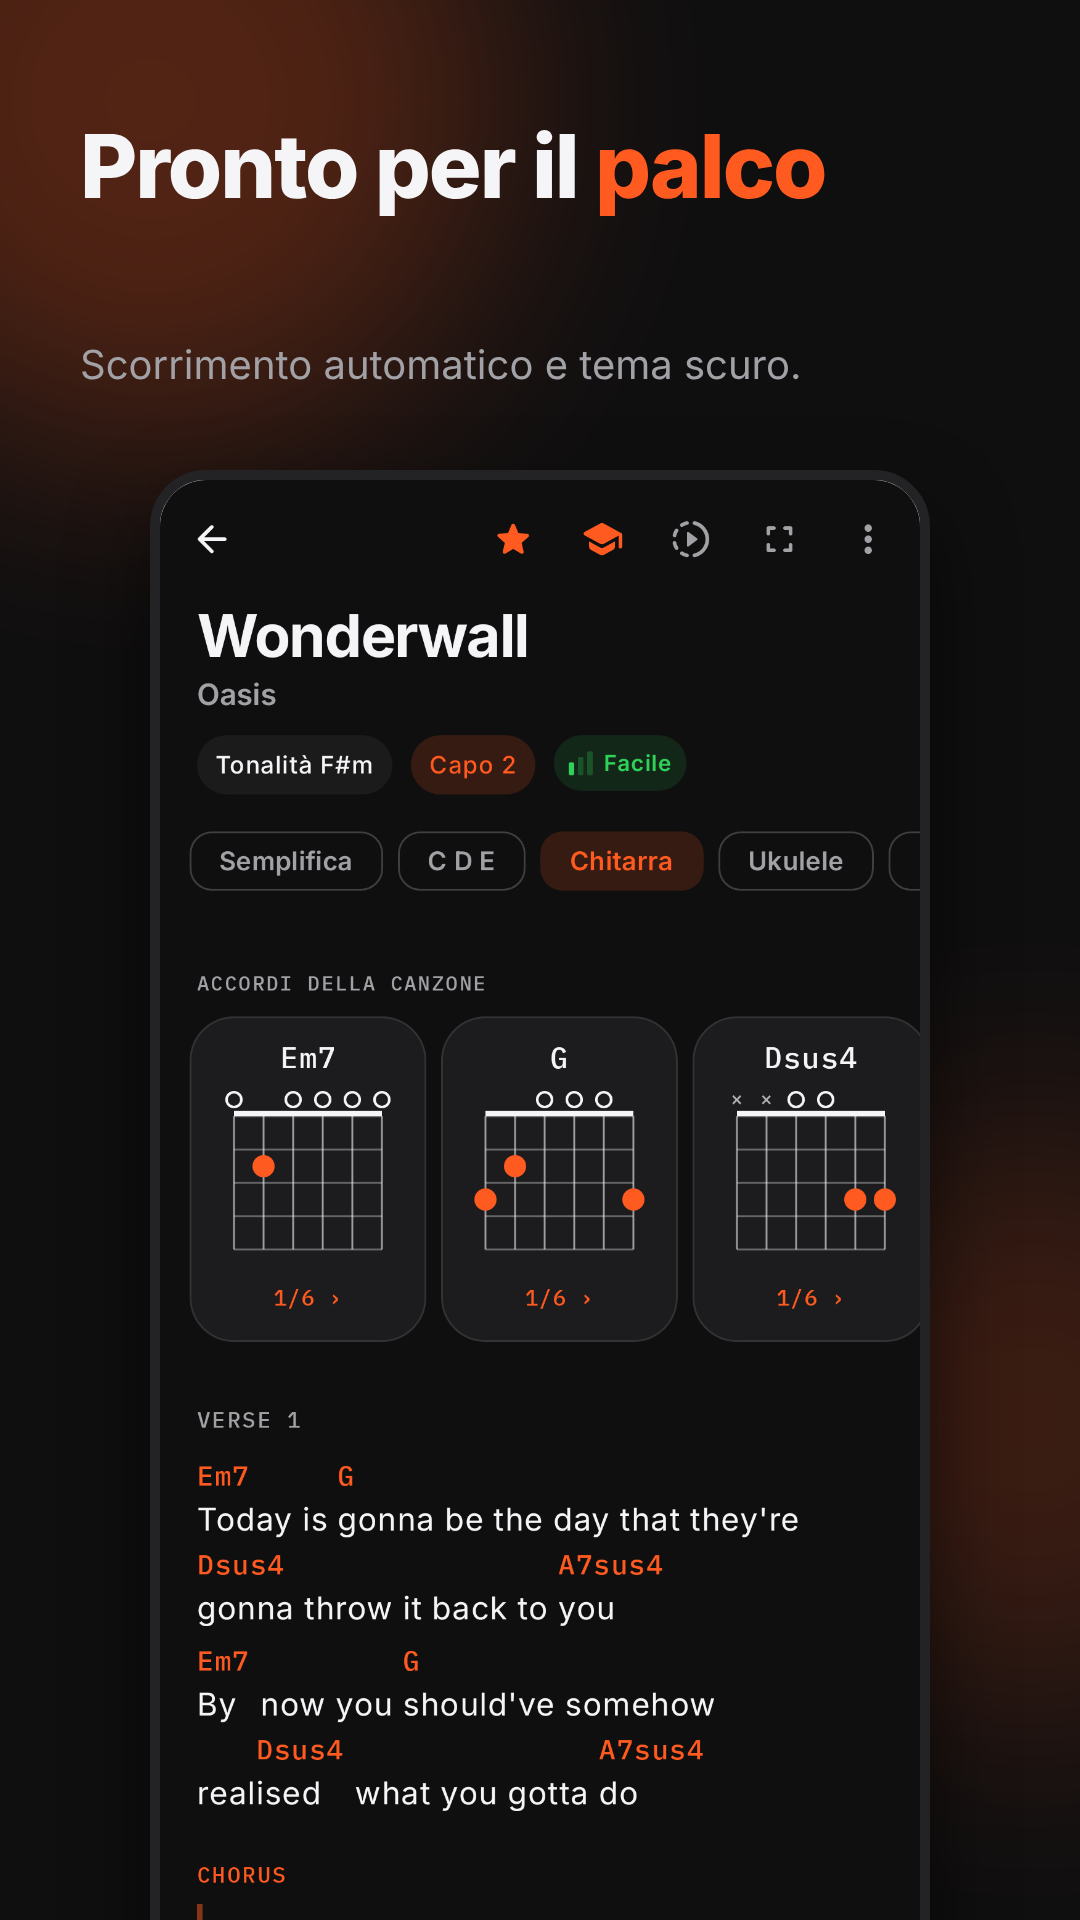 Pronto per il palco
Scorrimento automatico e tema scuro.
Wonderwall
Oasis
Tonalità F#m Capo 2 Facile
Semplifica C D E Chitarra Ukulele
ACCORDI DELLA CANZONE
Em7 G Dsus4
× ×
1/6 › 1/6 › 1/6 ›
VERSE 1
Em7 G
Today is gonna be the day that they're
Dsus4 A7sus4
gonna throw it back to you
Em7 G
By now you should've somehow
Dsus4 A7sus4
realised what you gotta do
CHORUS